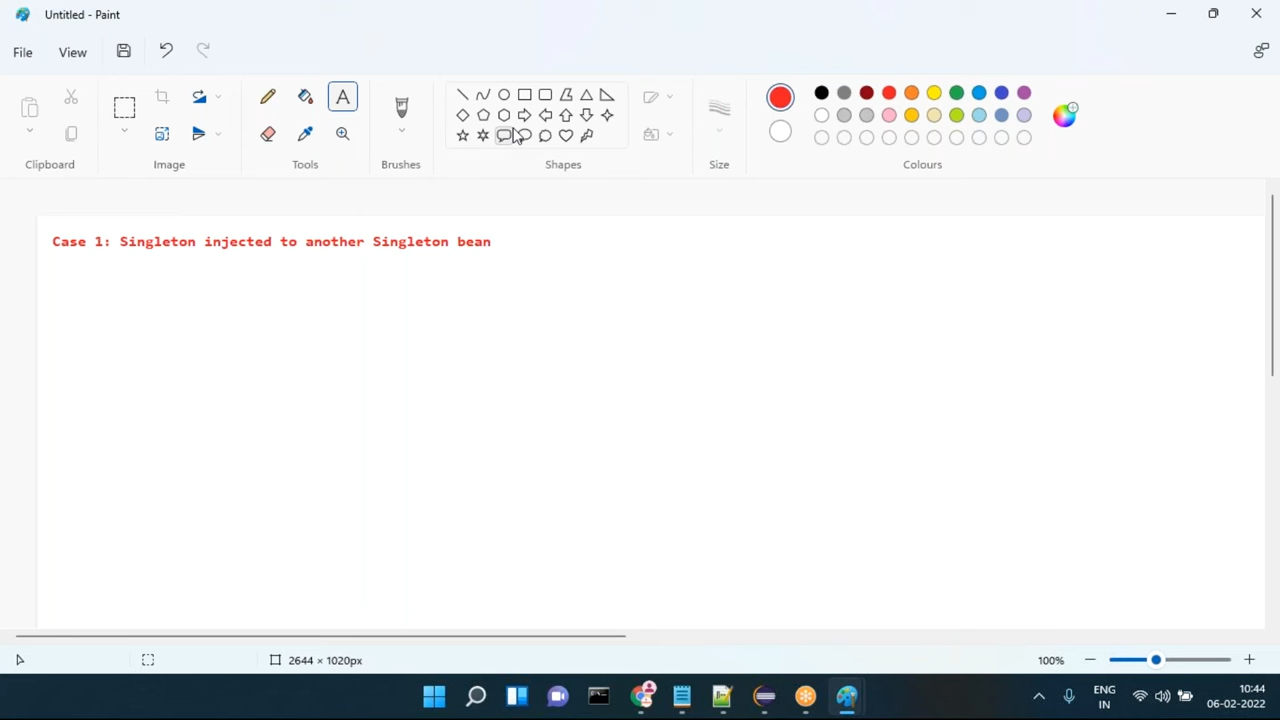 Untitled - Paint
File
View
Clipboard
Image
Tools
Brushes
Shapes
Size
Colours
Case 1: Singleton injected to another Singleton bean
2644 × 1020px
100%
ENG
IN
10:44
06-02-2022